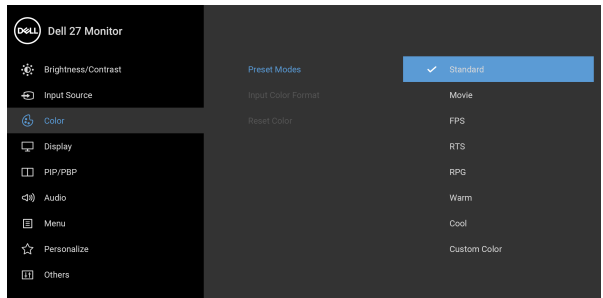 DELL
Dell 27 Monitor
Brightness/Contrast
Input Source
Color
Display
PIP/PBP
Audio
Menu
Personalize
Others
Preset Modes
Input Color Format
Reset Color
Standard
Movie
FPS
RTS
RPG
Warm
Cool
Custom Color